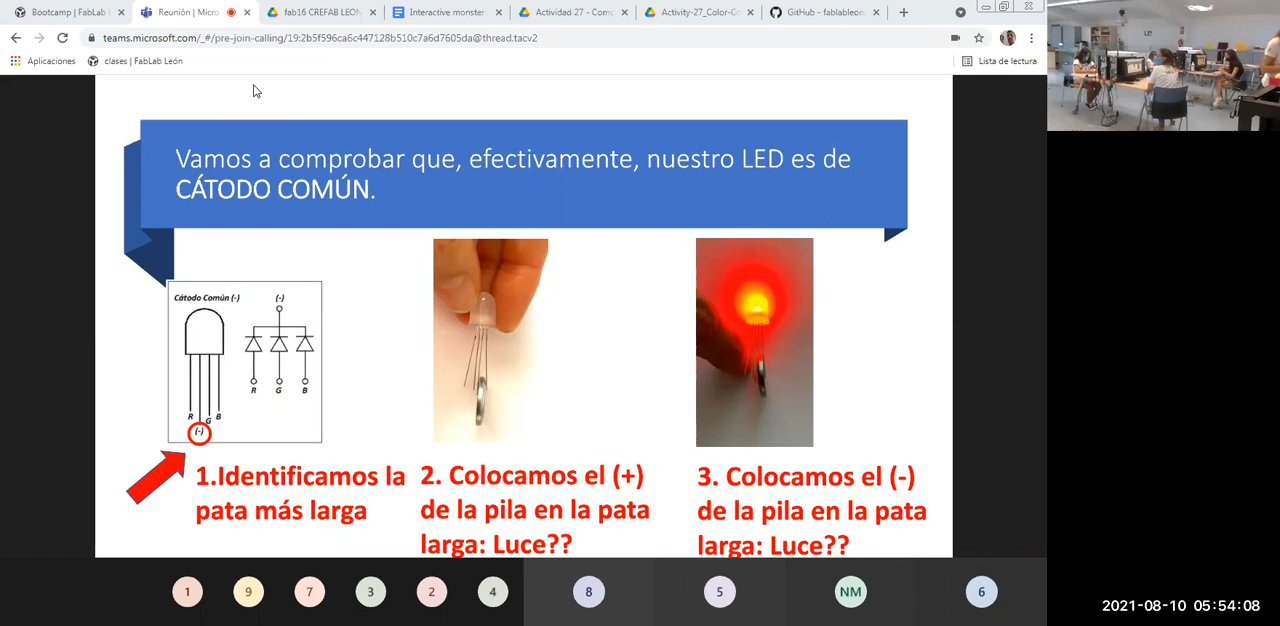 Bootcamp | FabLab
Reunión | Micro
fab16 CREFAB LEON
Interactive monster
Actividad 27 - Com
Activity-27_Color-C
GitHub - fablableon
teams.microsoft.com/_#/pre-join-calling/19:2b5f596ca6c447128b510c7a6d7605da@thread.tacv2
Aplicaciones
clases | FabLab León
Lista de lectura
Vamos a comprobar que, efectivamente, nuestro LED es de
CÁTODO COMÚN.
Cátodo Común (-)
(-)
R G B
R G B
(-)
1.Identificamos la
pata más larga
2. Colocamos el (+)
de la pila en la pata
larga: Luce??
3. Colocamos el (-)
de la pila en la pata
larga: Luce??
1 9 7 3 2 4 8 5 NM 6
2021-08-10 05:54:08